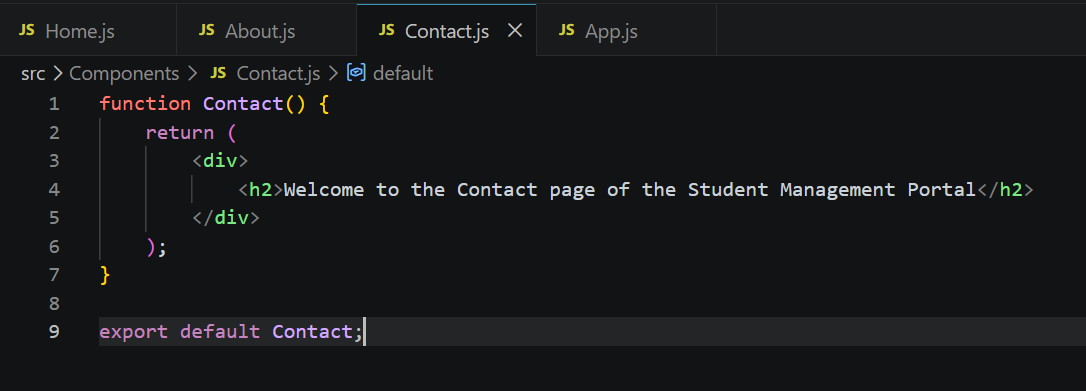 JS Home.js JS About.js JS Contact.js × JS App.js
src > Components > JS Contact.js > default
1 function Contact() {
2     return (
3         <div>
4             <h2>Welcome to the Contact page of the Student Management Portal</h2>
5         </div>
6     );
7 }
8
9 export default Contact;